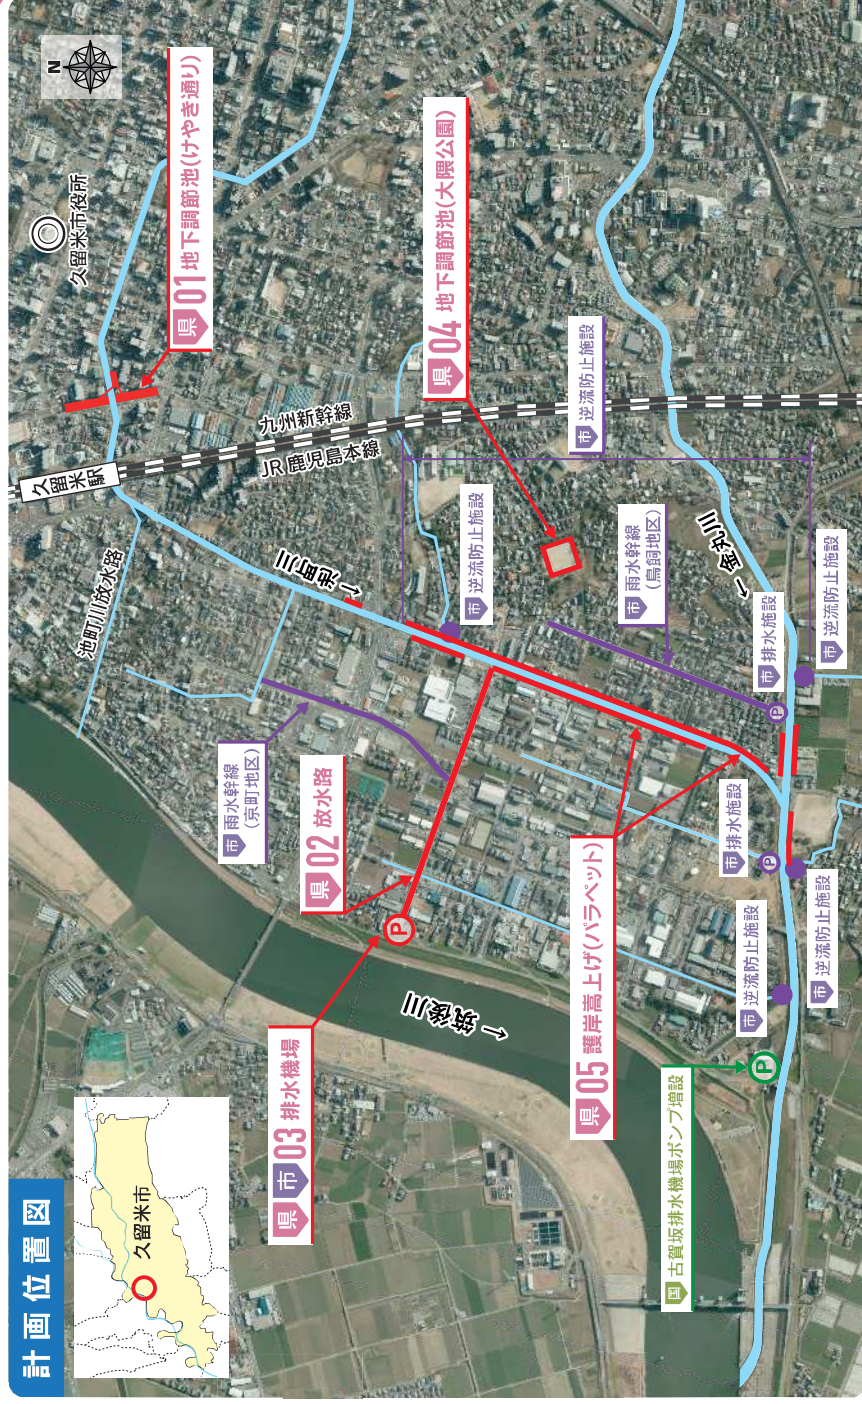 計画位置図
久留米市
N
久留米市役所
県 01 地下調節池(けやき通り)
久留米駅
九州新幹線
JR鹿児島本線
池町川放水路
池町川
県 04 地下調節池(大隈公園)
市 逆流防止施設
市 逆流防止施設
市 雨水幹線
(鳥飼地区)
←金丸川
市 排水施設
P
市 逆流防止施設
市 雨水幹線
(京町地区)
県 02 放水路
P
県 市 03 排水機場
←筑後川
県 05 護岸嵩上げ(パラペット)
市 排水施設
P
市 逆流防止施設
市 逆流防止施設
国 古賀坂排水機場ポンプ増設
P